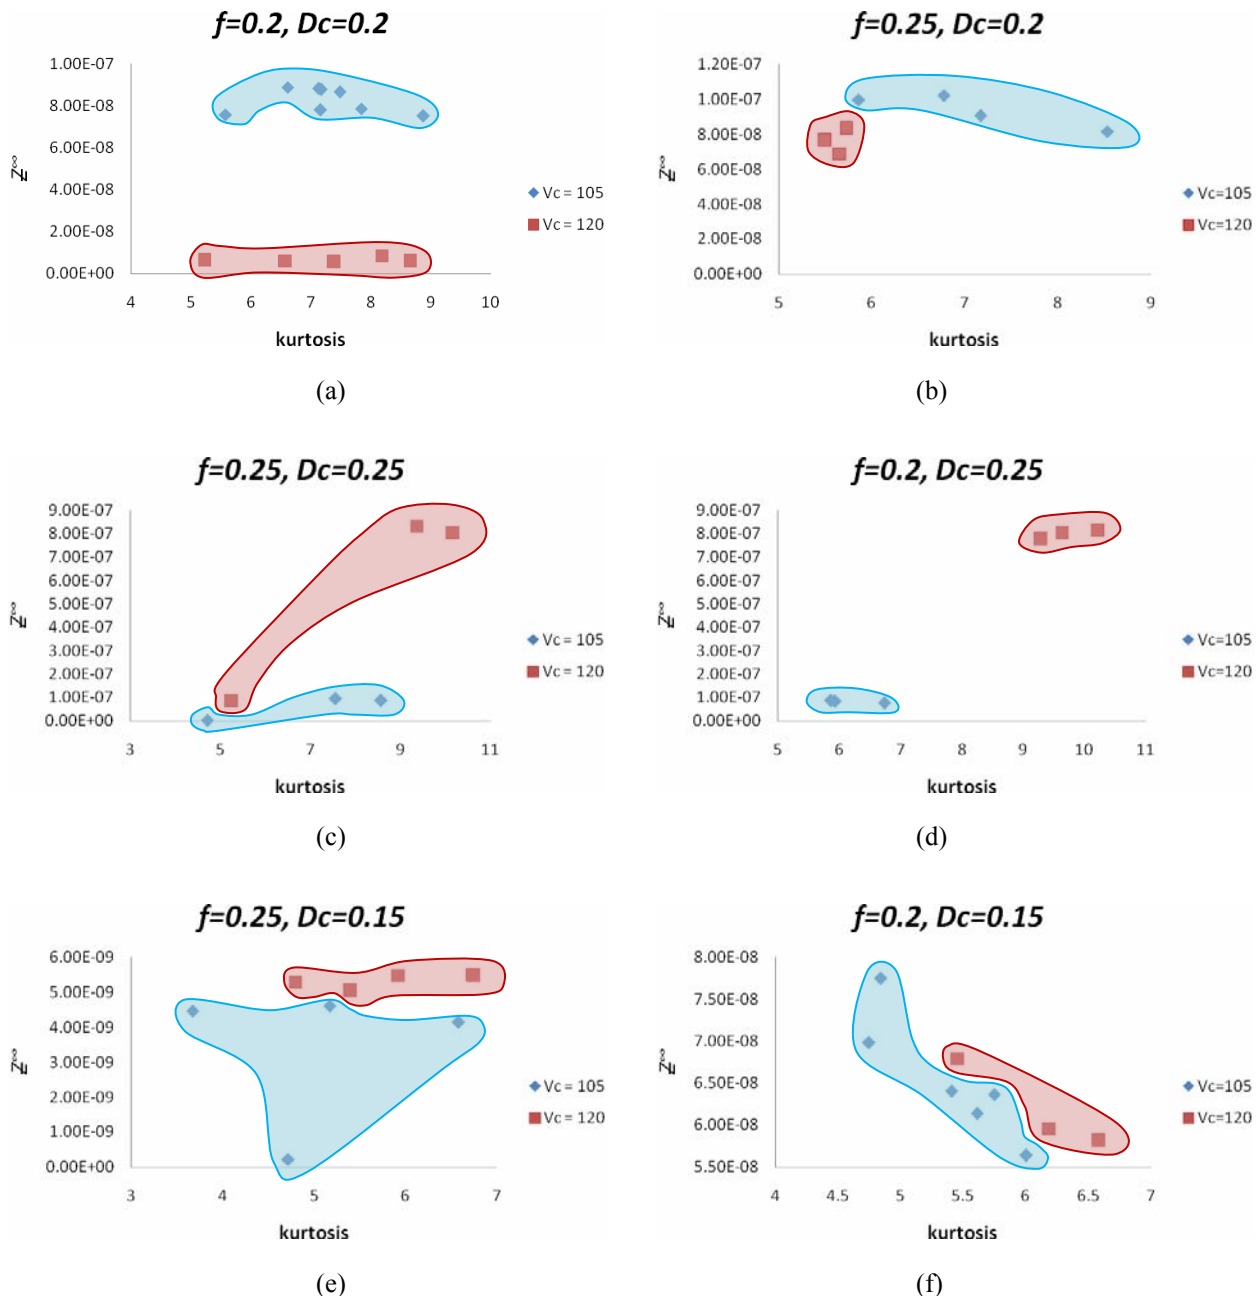 f=0.2, Dc=0.2
1.00E-07
8.00E-08
6.00E-08
4.00E-08
2.00E-08
0.00E+00
4 5 6 7 8 9 10
kurtosis
Vc = 105
Vc = 120
(a)
f=0.25, Dc=0.2
1.20E-07
1.00E-07
8.00E-08
6.00E-08
4.00E-08
2.00E-08
0.00E+00
5 6 7 8 9
kurtosis
Vc=105
Vc=120
(b)
f=0.25, Dc=0.25
9.00E-07
8.00E-07
7.00E-07
6.00E-07
5.00E-07
4.00E-07
3.00E-07
2.00E-07
1.00E-07
0.00E+00
3 5 7 9 11
kurtosis
Vc = 105
Vc = 120
(c)
f=0.2, Dc=0.25
9.00E-07
8.00E-07
7.00E-07
6.00E-07
5.00E-07
4.00E-07
3.00E-07
2.00E-07
1.00E-07
0.00E+00
5 6 7 8 9 10 11
kurtosis
Vc=105
Vc=120
(d)
f=0.25, Dc=0.15
6.00E-09
5.00E-09
4.00E-09
3.00E-09
2.00E-09
1.00E-09
0.00E+00
3 4 5 6 7
kurtosis
Vc = 105
Vc = 120
(e)
f=0.2, Dc=0.15
8.00E-08
7.50E-08
7.00E-08
6.50E-08
6.00E-08
5.50E-08
4 4.5 5 5.5 6 6.5 7
kurtosis
Vc=105
Vc=120
(f)